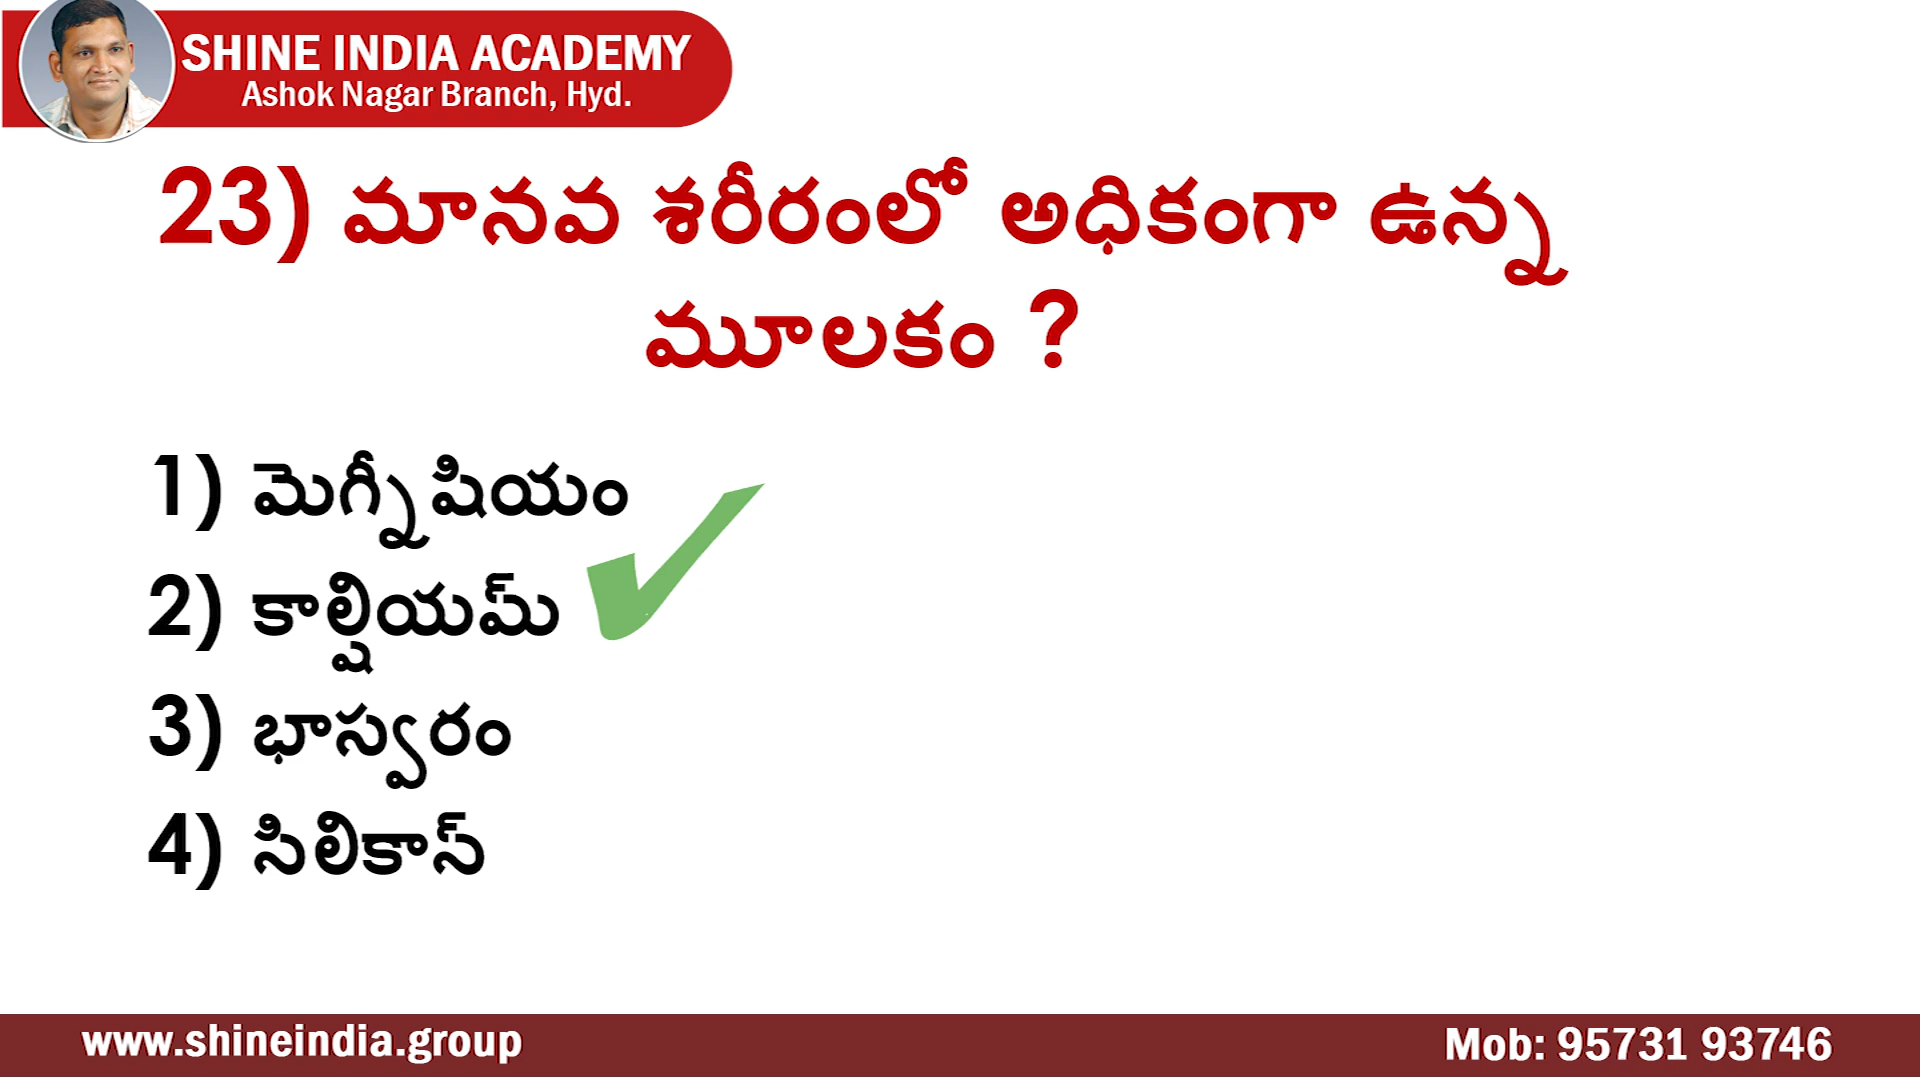 SHINE INDIA ACADEMY
Ashok Nagar Branch, Hyd.
23) మానవ శరీరంలో అధికంగా ఉన్న
మూలకం ?
1) మెగ్నీషియం
2) కాల్షియమ్
3) భాస్వరం
4) సిలికాన్
www.shineindia.group
Mob: 95731 93746